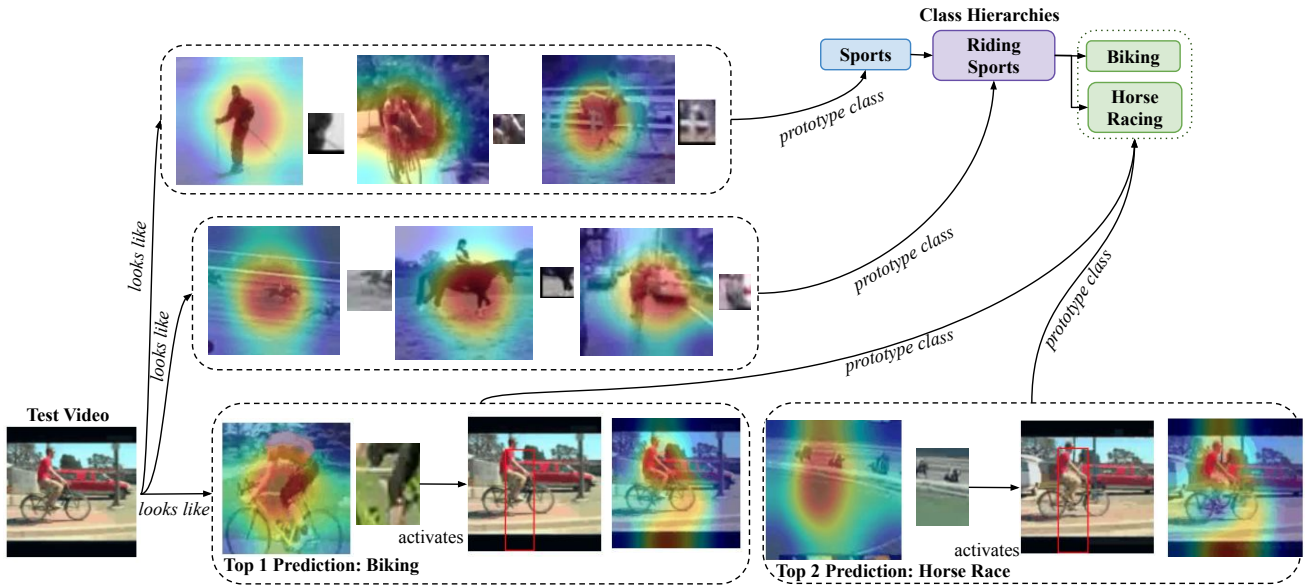 Class Hierarchies
Sports
Riding
Sports
Biking
Horse
Racing
prototype class
looks like
prototype class
looks like
prototype class
prototype class
Test Video
looks like
activates
Top 1 Prediction: Biking
activates
Top 2 Prediction: Horse Race